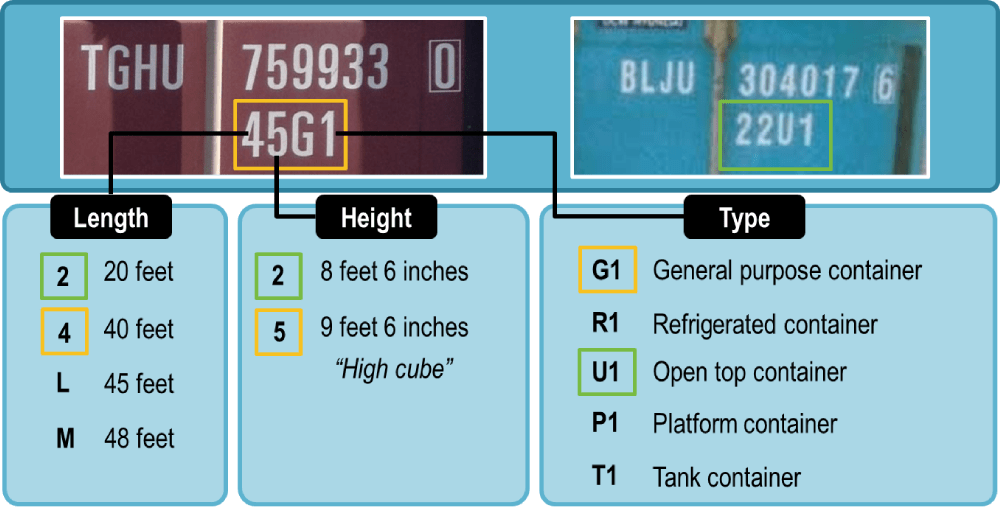 TGHU 759933 0
45G1
BLJU 304017 6
22U1
Length
2 20 feet
4 40 feet
L 45 feet
M 48 feet
Height
2 8 feet 6 inches
5 9 feet 6 inches
“High cube”
Type
G1 General purpose container
R1 Refrigerated container
U1 Open top container
P1 Platform container
T1 Tank container